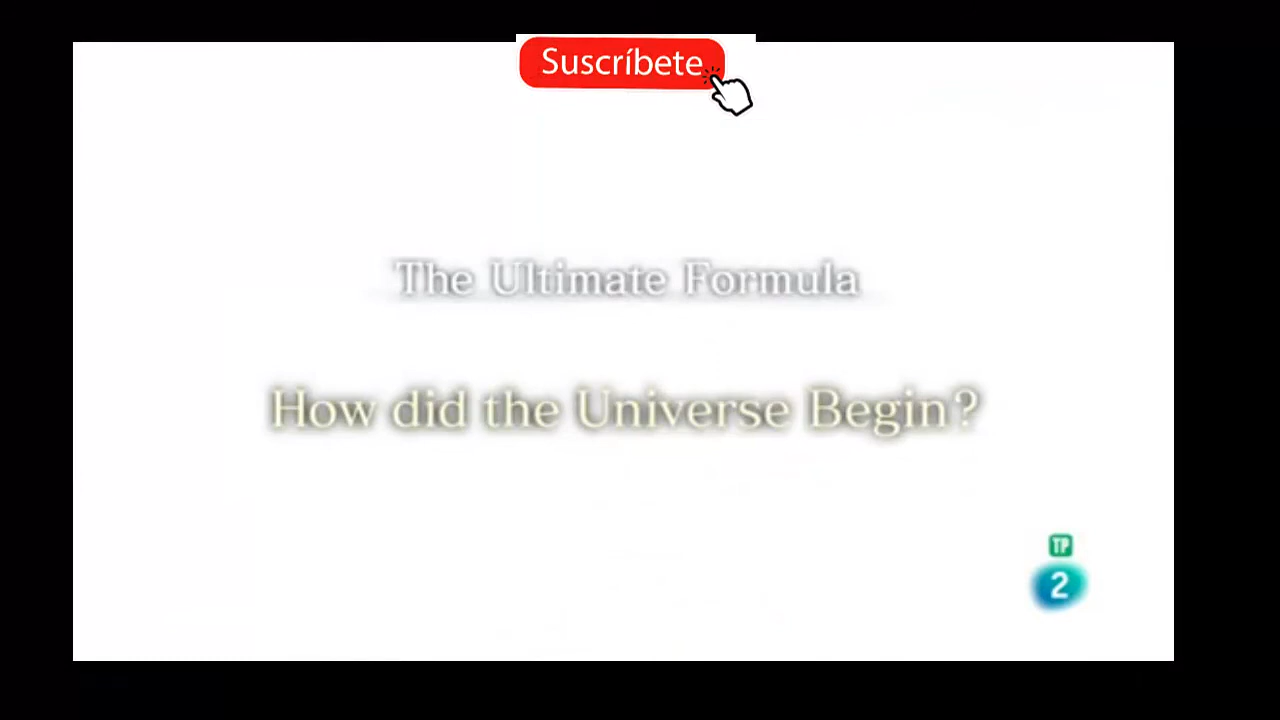 Suscríbete
The Ultimate Formula
How did the Universe Begin?
TP
2